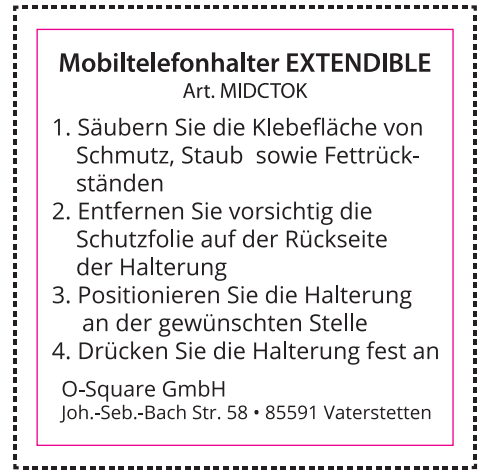 Mobiltelefonhalter EXTENDIBLE
Art. MIDCTOK
1. Säubern Sie die Klebefläche von
Schmutz, Staub sowie Fettrück-
ständen
2. Entfernen Sie vorsichtig die
Schutzfolie auf der Rückseite
der Halterung
3. Positionieren Sie die Halterung
an der gewünschten Stelle
4. Drücken Sie die Halterung fest an
O-Square GmbH
Joh.-Seb.-Bach Str. 58 • 85591 Vaterstetten